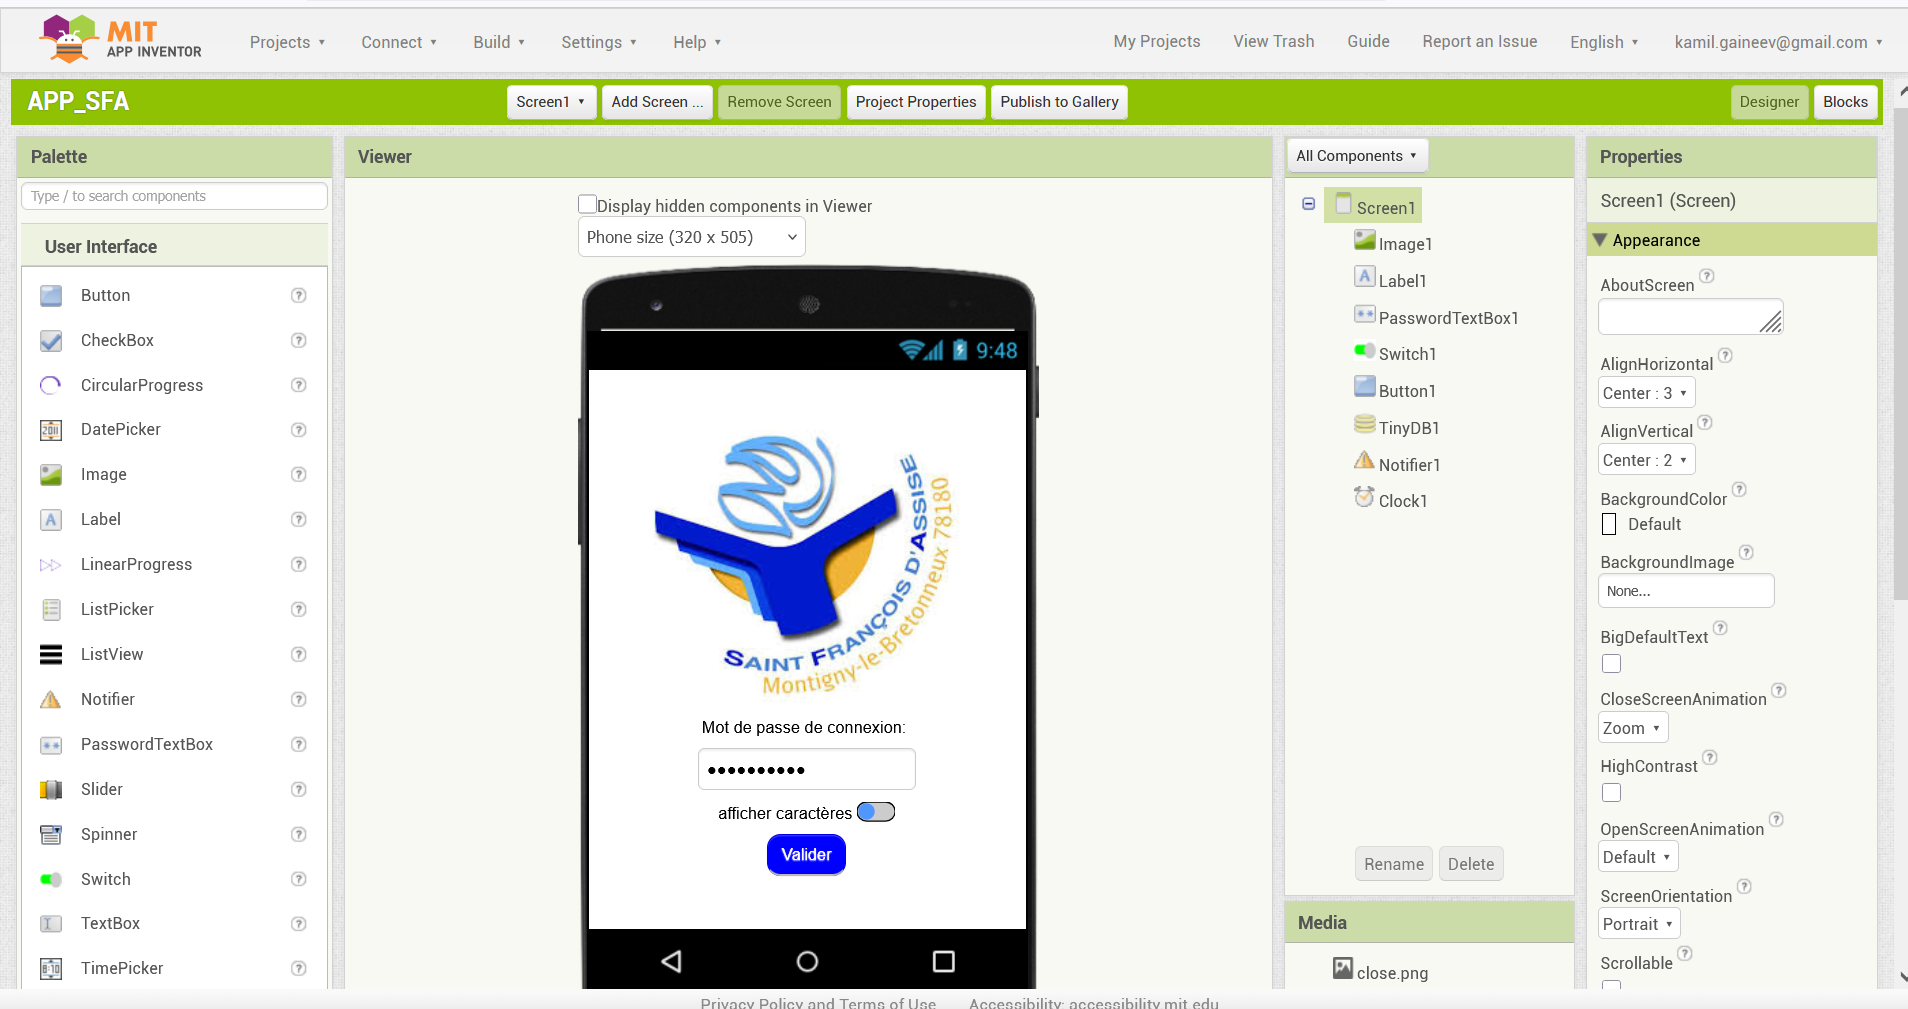 MIT
APP INVENTOR
Projects
Connect
Build
Settings
Help
My Projects
View Trash
Guide
Report an Issue
English
kamil.gaineev@gmail.com
APP_SFA
Screen1
Add Screen ...
Remove Screen
Project Properties
Publish to Gallery
Designer
Blocks
Palette
Type / to search components
User Interface
Button
CheckBox
CircularProgress
DatePicker
Image
Label
LinearProgress
ListPicker
ListView
Notifier
PasswordTextBox
Slider
Spinner
Switch
TextBox
TimePicker
Viewer
Display hidden components in Viewer
Phone size (320 x 505)
9:48
SAINT FRANÇOIS D'ASSISE
Montigny-le-Bretonneux 78180
Mot de passe de connexion:
••••••••••
afficher caractères
Valider
All Components
Screen1
Image1
Label1
PasswordTextBox1
Switch1
Button1
TinyDB1
Notifier1
Clock1
Rename
Delete
Media
close.png
Properties
Screen1 (Screen)
Appearance
AboutScreen
AlignHorizontal
Center : 3
AlignVertical
Center : 2
BackgroundColor
Default
BackgroundImage
None...
BigDefaultText
CloseScreenAnimation
Zoom
HighContrast
OpenScreenAnimation
Default
ScreenOrientation
Portrait
Scrollable
Privacy Policy and Terms of Use
Accessibility: accessibility.mit.edu